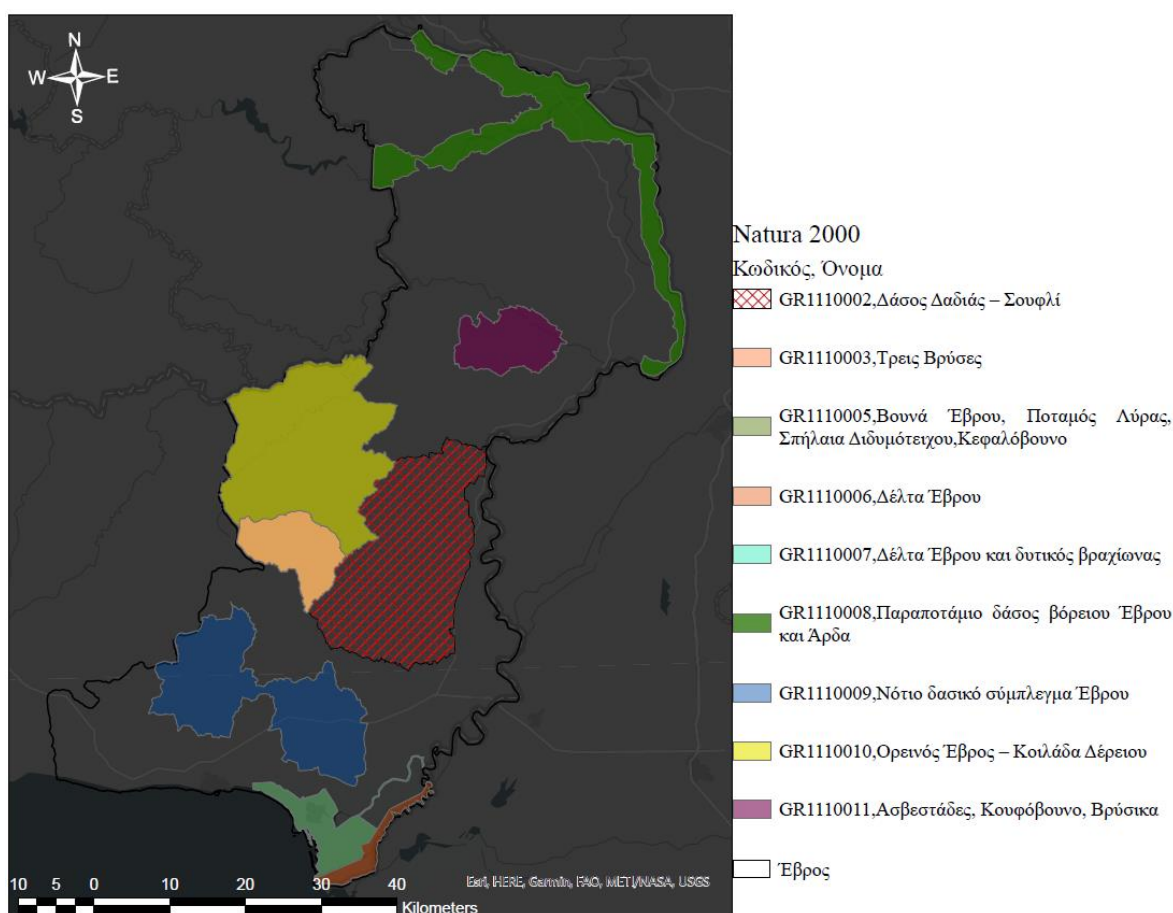 N
W E
S
Natura 2000
Κωδικός, Όνομα
GR1110002,Δάσος Δαδιάς – Σουφλί
GR1110003,Τρεις Βρύσες
GR1110005,Βουνά Έβρου, Ποταμός Λύρας,
Σπήλαια Διδυμότειχου,Κεφαλόβουνο
GR1110006,Δέλτα Έβρου
GR1110007,Δέλτα Έβρου και δυτικός βραχίωνας
GR1110008,Παραποτάμιο δάσος βόρειου Έβρου
και Άρδα
GR1110009,Νότιο δασικό σύμπλεγμα Έβρου
GR1110010,Ορεινός Έβρος – Κοιλάδα Δέρειου
GR1110011,Ασβεστάδες, Κουφόβουνο, Βρύσικα
Έβρος
10 5 0 10 20 30 40
Kilometers
Esri, HERE, Garmin, FAO, METI/NASA, USGS